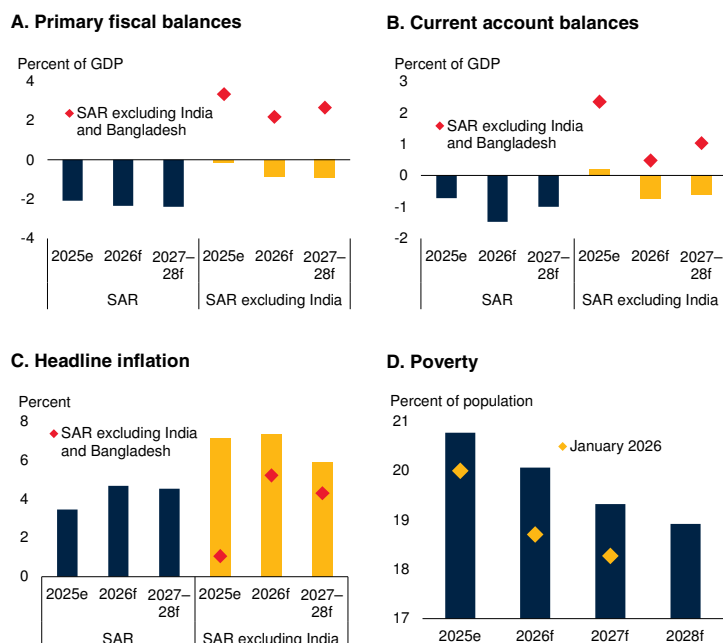 A. Primary fiscal balances
Percent of GDP
4
SAR excluding India
and Bangladesh
2
0
-2
-4
2025e 2026f 2027–
28f
2025e 2026f 2027–
28f
SAR
SAR excluding India
B. Current account balances
Percent of GDP
3
2
SAR excluding India
and Bangladesh
1
0
-1
-2
2025e 2026f 2027–
28f
2025e 2026f 2027–
28f
SAR
SAR excluding India
C. Headline inflation
Percent
8
SAR excluding India
and Bangladesh
6
4
2
0
2025e 2026f 2027–
28f
2025e 2026f 2027–
28f
SAR
SAR excluding India
D. Poverty
Percent of population
21
January 2026
20
19
18
17
2025e 2026f 2027f 2028f